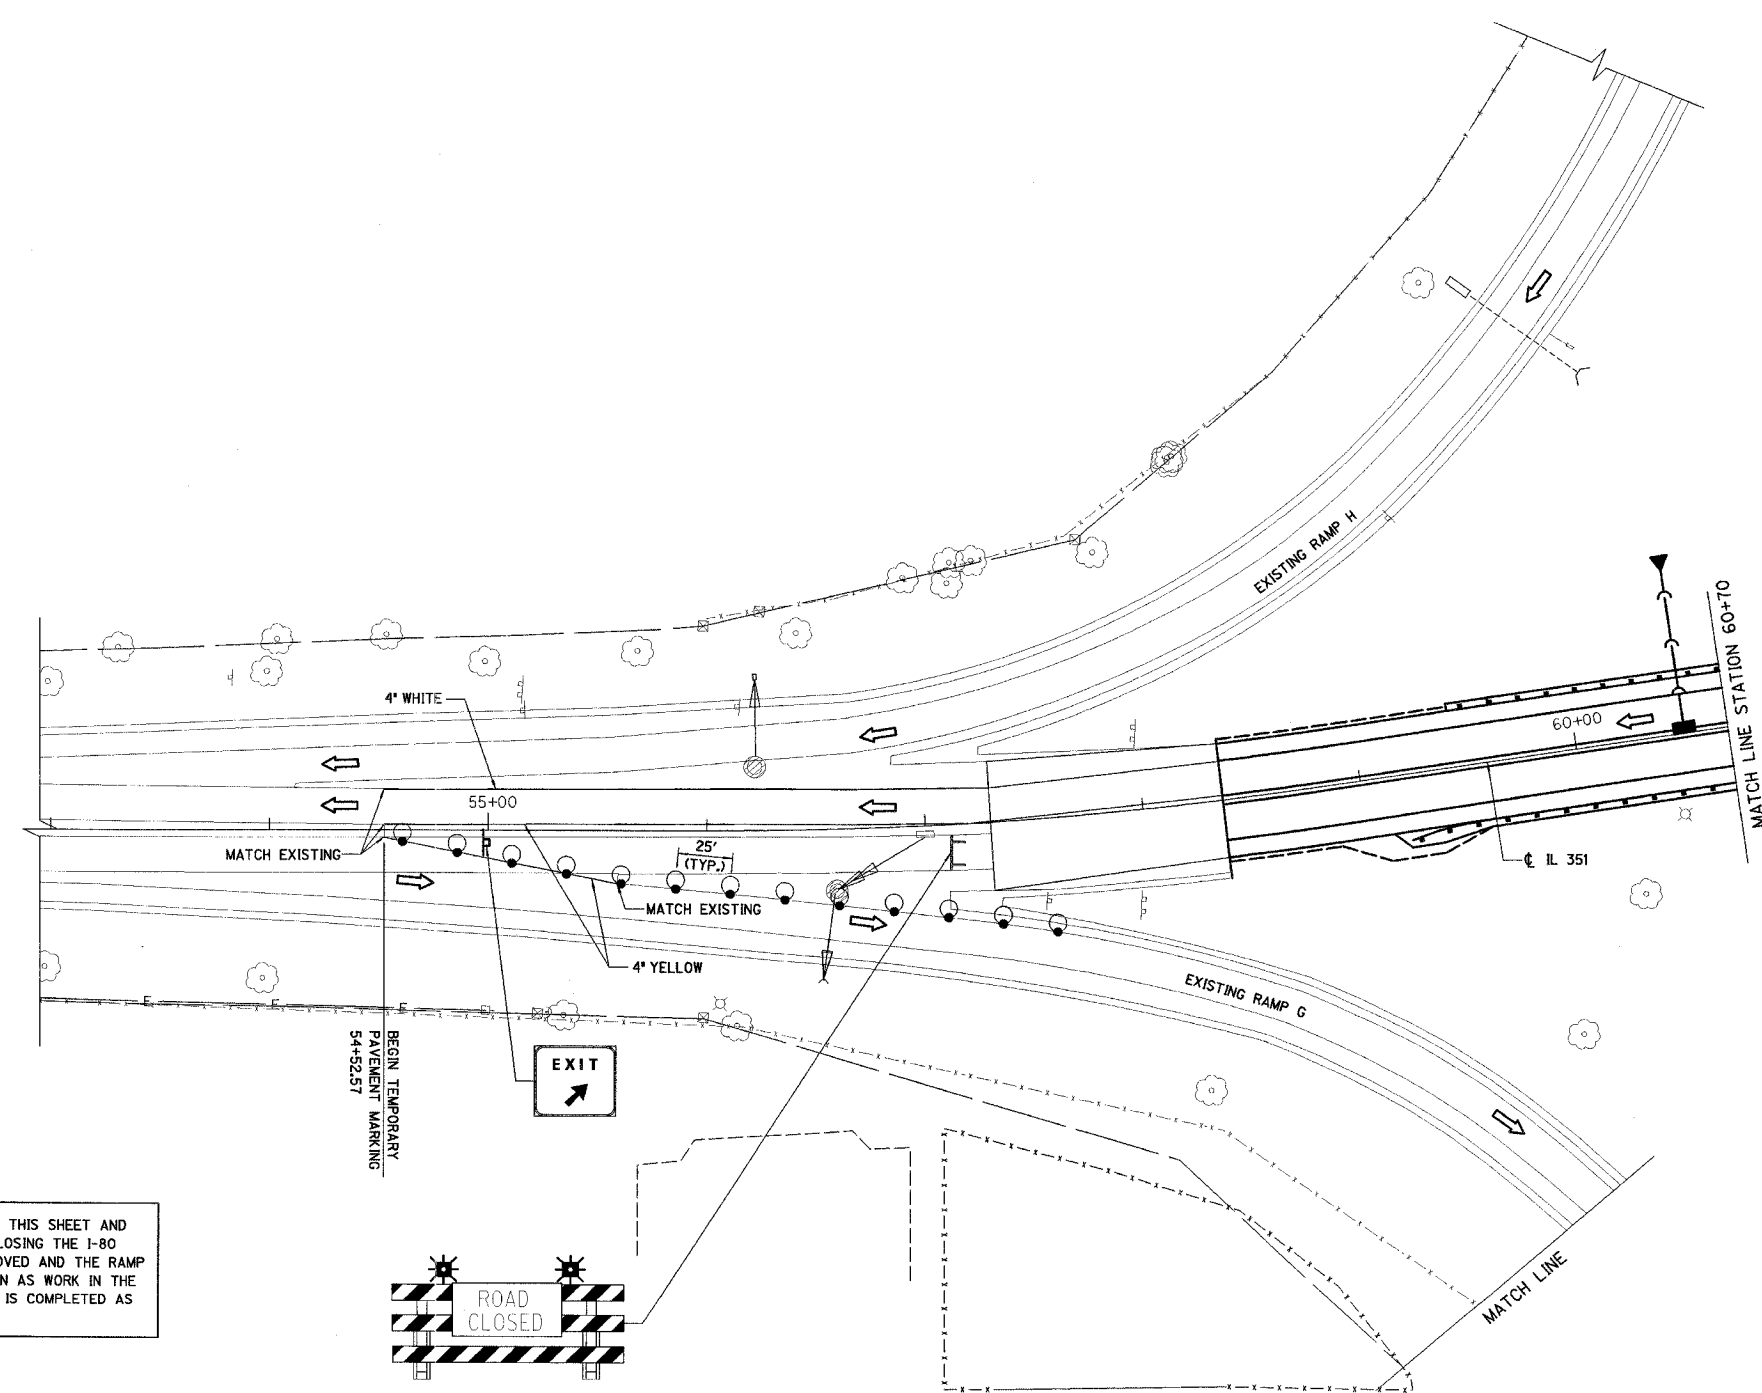 EXISTING RAMP H
MATCH LINE STATION 60+70
60+00
4" WHITE
55+00
MATCH EXISTING
25'
(TYP.)
℄ IL 351
MATCH EXISTING
4" YELLOW
EXISTING RAMP G
BEGIN TEMPORARY
PAVEMENT MARKING
54+52.57
E
E
E
EXIT
MATCH LINE
ROAD
CLOSED
THIS SHEET AND
LOSING THE I-80
OVED AND THE RAMP
N AS WORK IN THE
IS COMPLETED AS